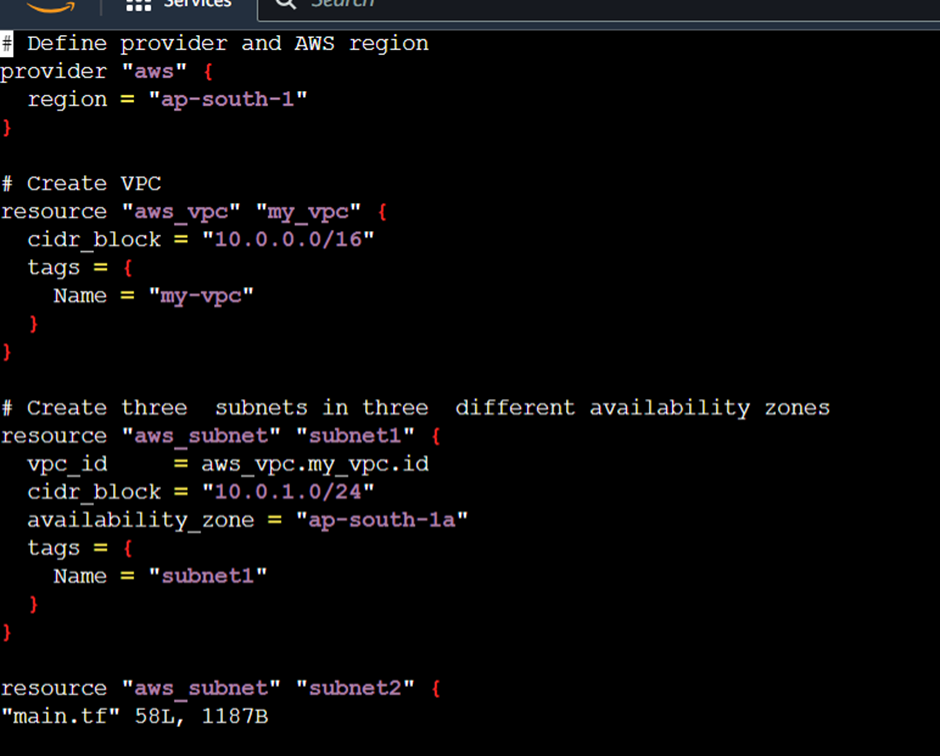 Services
Search
# Define provider and AWS region
provider "aws" {
  region = "ap-south-1"
}

# Create VPC
resource "aws_vpc" "my_vpc" {
  cidr_block = "10.0.0.0/16"
  tags = {
    Name = "my-vpc"
  }
}

# Create three  subnets in three  different availability zones
resource "aws_subnet" "subnet1" {
  vpc_id     = aws_vpc.my_vpc.id
  cidr_block = "10.0.1.0/24"
  availability_zone = "ap-south-1a"
  tags = {
    Name = "subnet1"
  }
}

resource "aws_subnet" "subnet2" {
"main.tf" 58L, 1187B